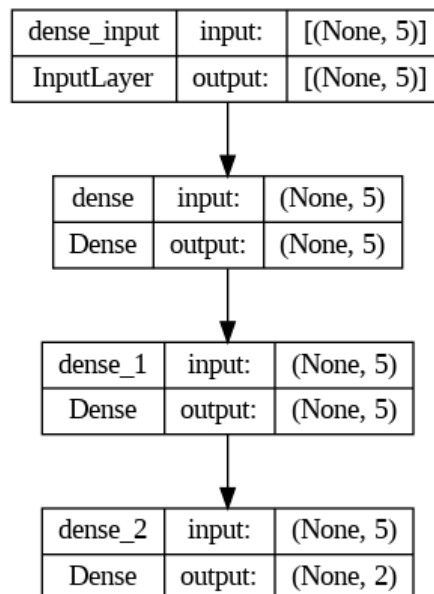 dense_input input: [(None, 5)]
InputLayer output: [(None, 5)]
dense input: (None, 5)
Dense output: (None, 5)
dense_1 input: (None, 5)
Dense output: (None, 5)
dense_2 input: (None, 5)
Dense output: (None, 2)